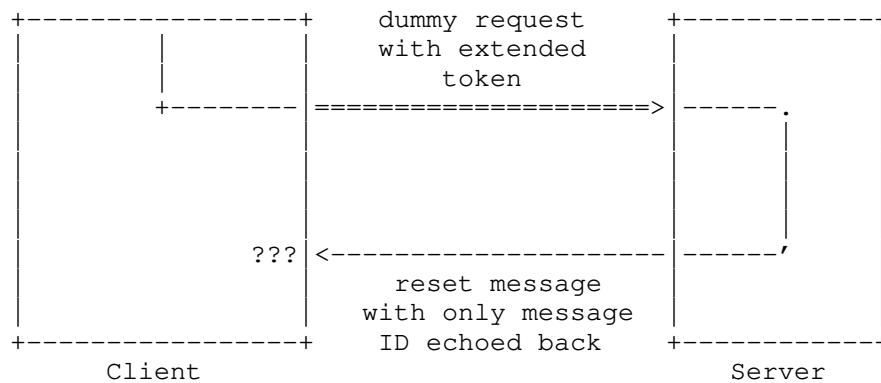 dummy request
with extended
token
???
reset message
with only message
ID echoed back
Client
Server